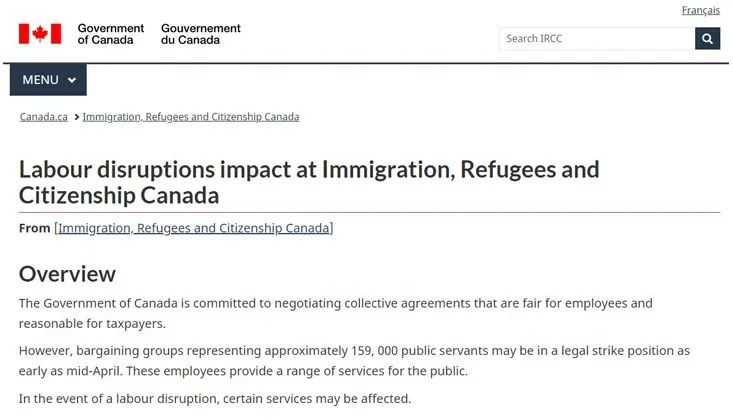 Français
Government of Canada
Gouvernement du Canada
Search IRCC
MENU
Canada.ca > Immigration, Refugees and Citizenship Canada
Labour disruptions impact at Immigration, Refugees and
Citizenship Canada
From [Immigration, Refugees and Citizenship Canada]
Overview
The Government of Canada is committed to negotiating collective agreements that are fair for employees and
reasonable for taxpayers.
However, bargaining groups representing approximately 159, 000 public servants may be in a legal strike position as
early as mid-April. These employees provide a range of services for the public.
In the event of a labour disruption, certain services may be affected.